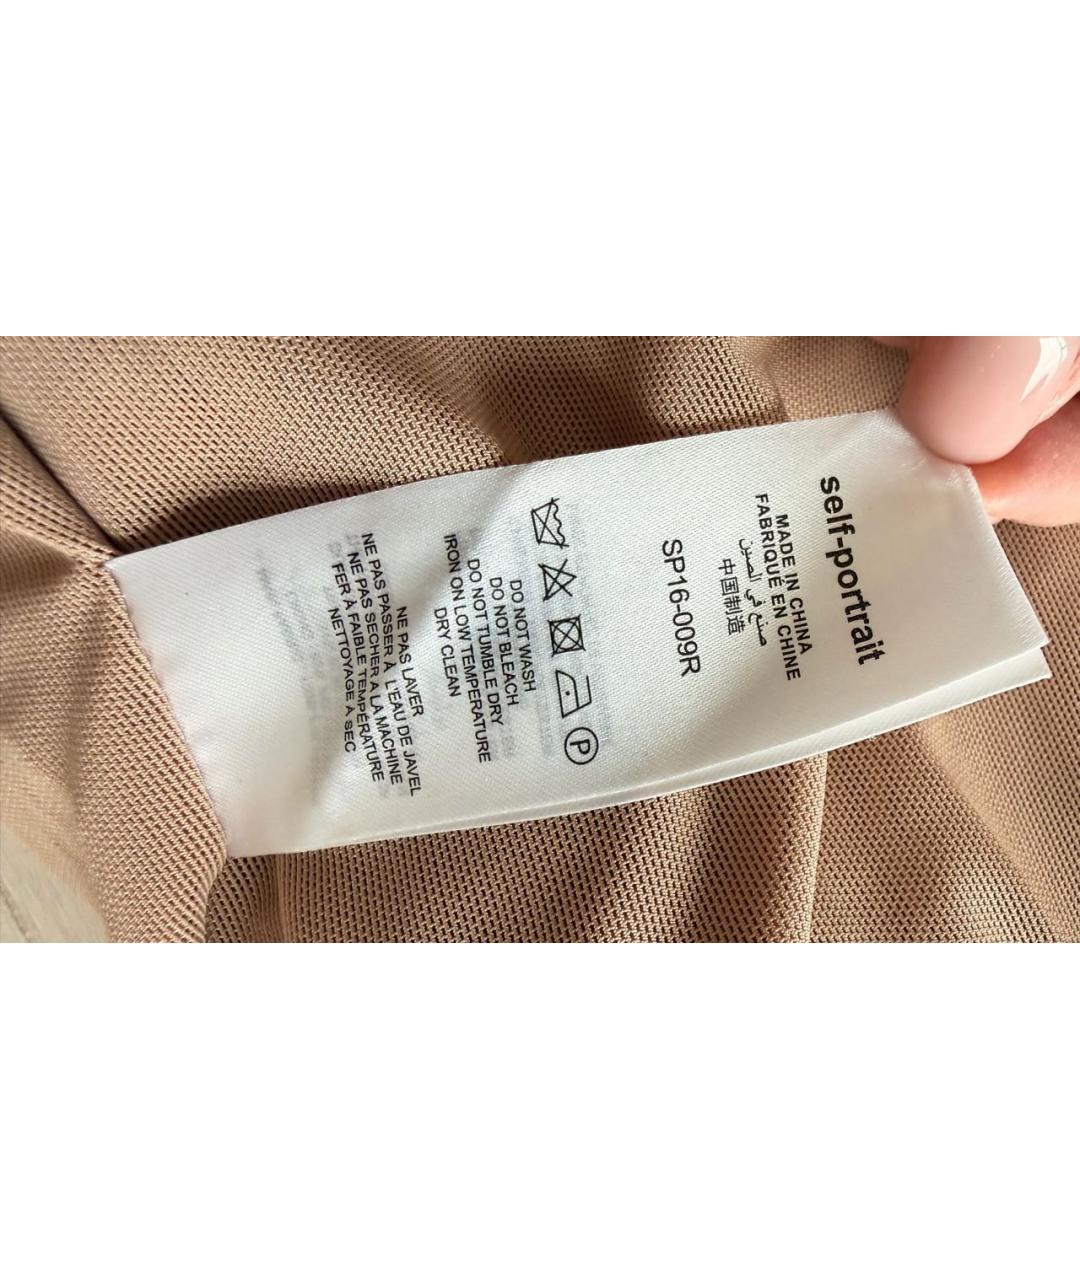 self-portrait
MADE IN CHINA
FABRIQUÉ EN CHINE
صنع في الصين
中国制造
SP16-009R
P
DO NOT WASH
DO NOT BLEACH
DO NOT TUMBLE DRY
IRON ON LOW TEMPERATURE
DRY CLEAN
NE PAS LAVER
NE PAS PASSER À L'EAU DE JAVEL
NE PAS SECHER A LA MACHINE
FER À FAIBLE TEMPÉRATURE
NETTOYAGE À SEC